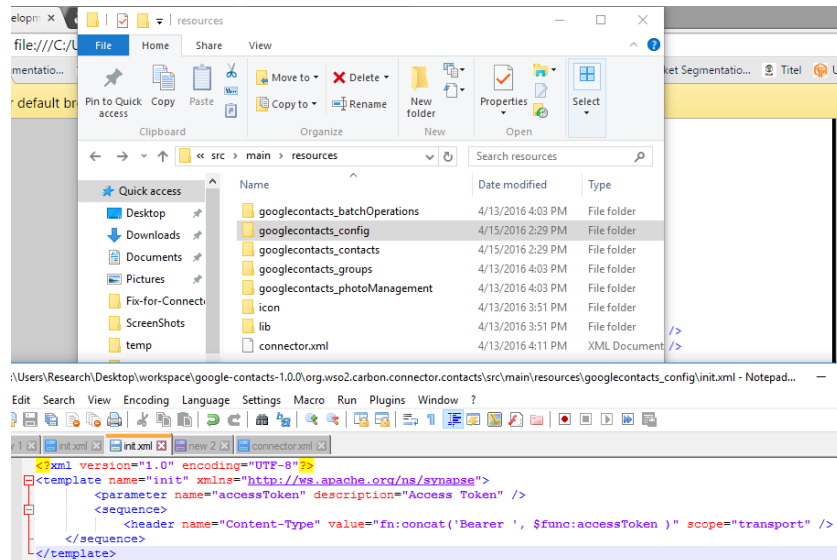 elopm ×
resources
file:///C:/U
File Home Share View
mentatio...
ket Segmentatio... Titel U
default br
Pin to Quick access
Copy
Paste
Move to
Copy to
Delete
Rename
New folder
Properties
Open
Select
Clipboard
Organize
New
Open
« src > main > resources
Search resources
Quick access
Desktop
Downloads
Documents
Pictures
Fix-for-Connecto
ScreenShots
temp
Name Date modified Type
googlecontacts_batchOperations 4/13/2016 4:03 PM File folder
googlecontacts_config 4/15/2016 2:29 PM File folder
googlecontacts_contacts 4/15/2016 2:29 PM File folder
googlecontacts_groups 4/13/2016 4:03 PM File folder
googlecontacts_photoManagement 4/13/2016 4:03 PM File folder
icon 4/13/2016 3:51 PM File folder
lib 4/13/2016 3:51 PM File folder
connector.xml 4/13/2016 4:11 PM XML Document
/>
/>
:\Users\Research\Desktop\workspace\google-contacts-1.0.0\org.wso2.carbon.connector.contacts\src\main\resources\googlecontacts_config\init.xml - Notepad...
Edit Search View Encoding Language Settings Macro Run Plugins Window ?
1 init.xml init.xml new 2 connector.xml
<?xml version="1.0" encoding="UTF-8"?>
<template name="init" xmlns="http://ws.apache.org/ns/synapse">
<parameter name="accessToken" description="Access Token" />
<sequence>
<header name="Content-Type" value="fn:concat('Bearer ', $func:accessToken )" scope="transport" />
</sequence>
</template>